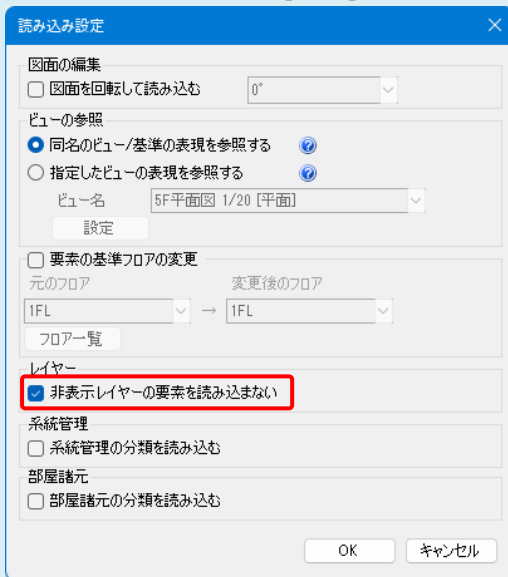 読み込み設定
図面の編集
図面を回転して読み込む 0°
ビューの参照
同名のビュー/基準の表現を参照する
指定したビューの表現を参照する
ビュー名 5F平面図 1/20 [平面]
設定
要素の基準フロアの変更
元のフロア 変更後のフロア
1FL → 1FL
フロア一覧
レイヤー
非表示レイヤーの要素を読み込まない
系統管理
系統管理の分類を読み込む
部屋諸元
部屋諸元の分類を読み込む
OK キャンセル